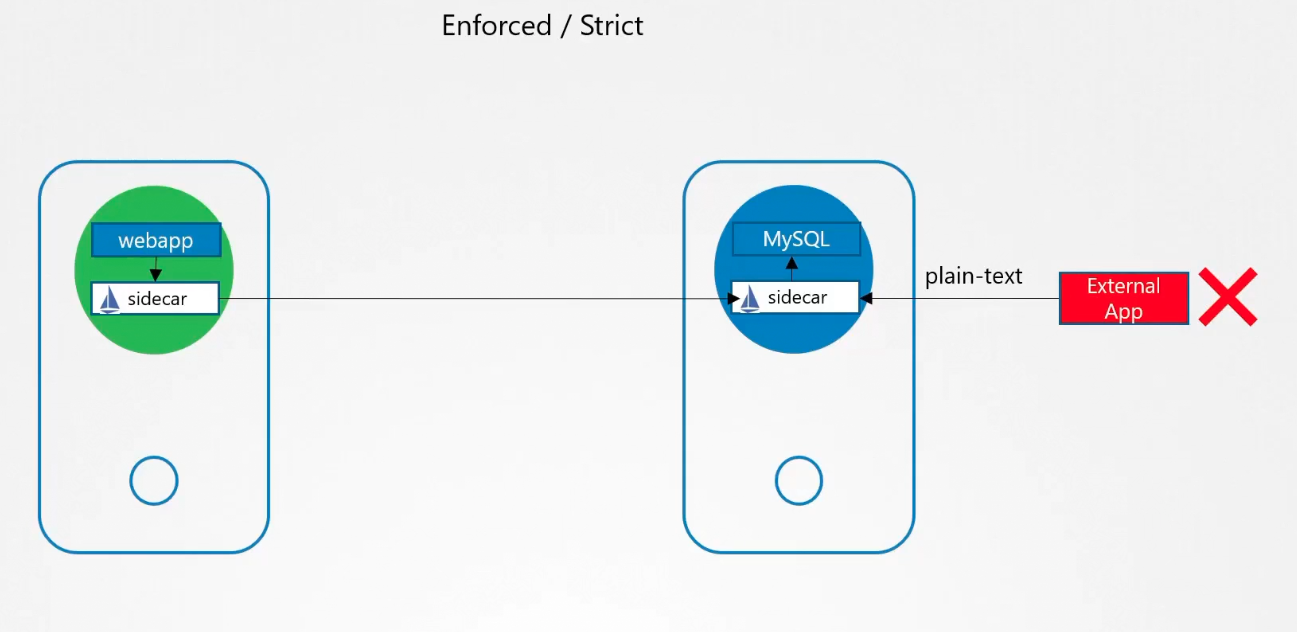 Enforced / Strict
webapp
sidecar
MySQL
sidecar
plain-text
External
App